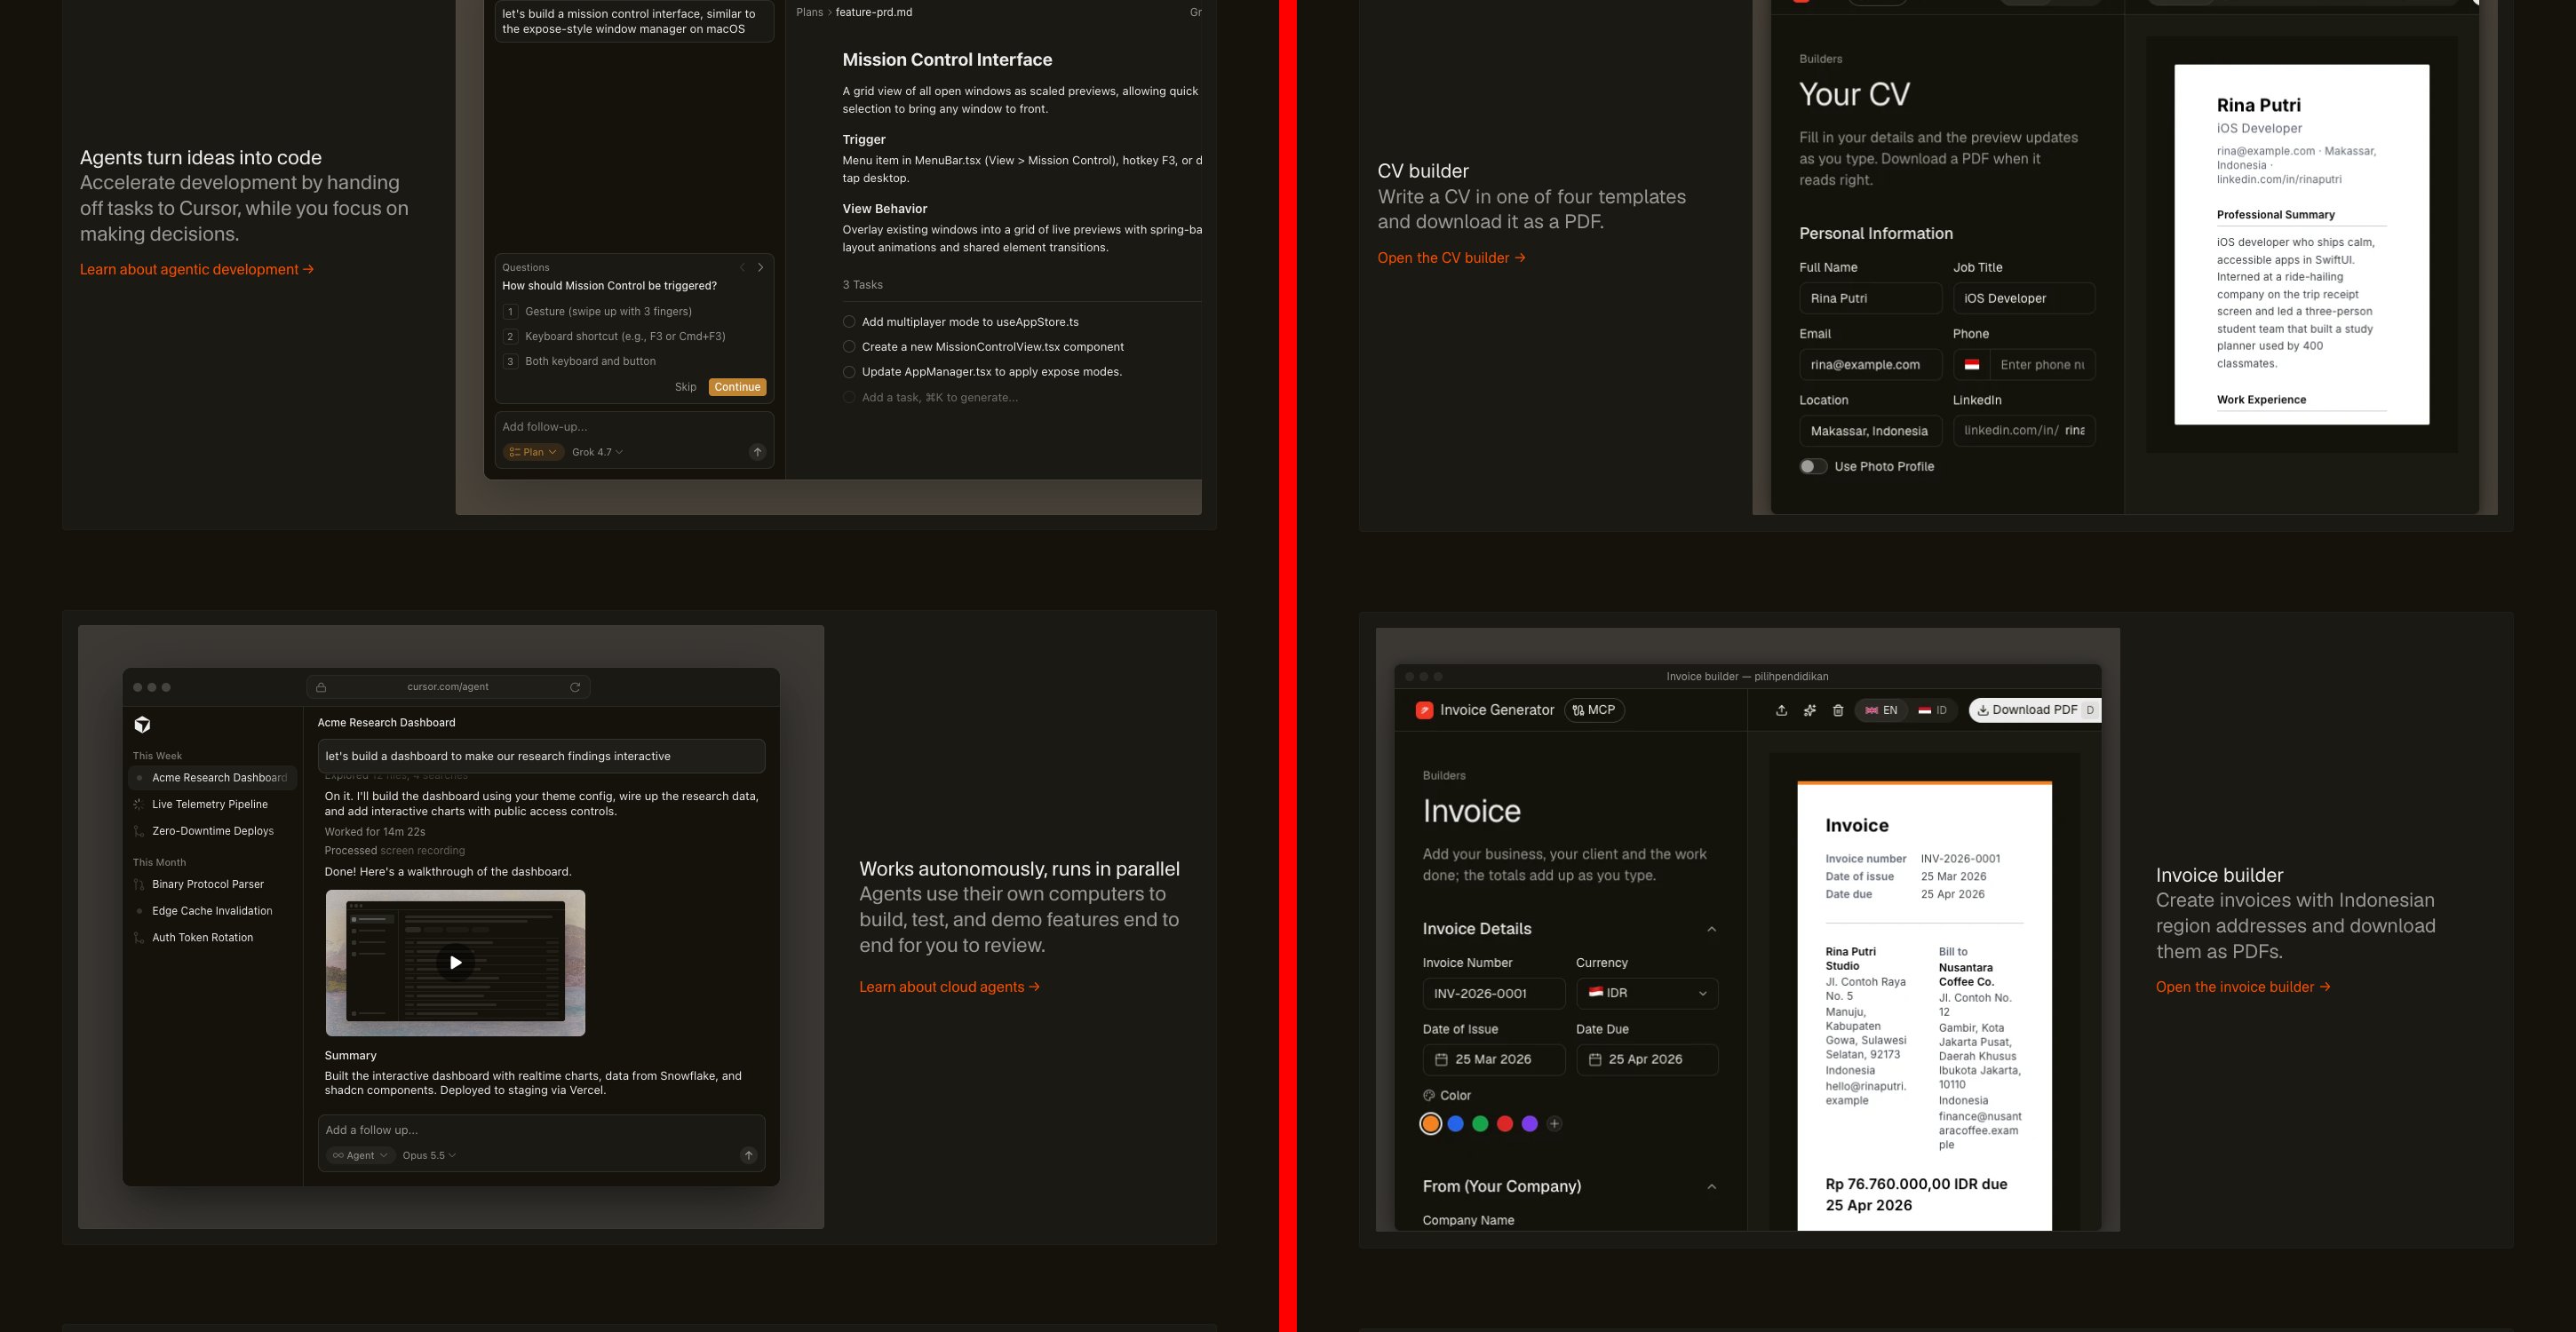 let's build a mission control interface, similar to
the expose-style window manager on macOS
Plans > feature-prd.md
Gr
Mission Control Interface
A grid view of all open windows as scaled previews, allowing quick
selection to bring any window to front.
Trigger
Menu item in MenuBar.tsx (View > Mission Control), hotkey F3, or d
tap desktop.
View Behavior
Overlay existing windows into a grid of live previews with spring-ba
layout animations and shared element transitions.
3 Tasks
Add multiplayer mode to useAppStore.ts
Create a new MissionControlView.tsx component
Update AppManager.tsx to apply expose modes.
Add a task, ⌘K to generate...
Agents turn ideas into code
Accelerate development by handing
off tasks to Cursor, while you focus on
making decisions.
Learn about agentic development →
Questions
How should Mission Control be triggered?
1 Gesture (swipe up with 3 fingers)
2 Keyboard shortcut (e.g., F3 or Cmd+F3)
3 Both keyboard and button
Skip Continue
Add follow-up...
Plan Grok 4.7
cursor.com/agent
This Week
Acme Research Dashboard
Live Telemetry Pipeline
Zero-Downtime Deploys
This Month
Binary Protocol Parser
Edge Cache Invalidation
Auth Token Rotation
Acme Research Dashboard
let's build a dashboard to make our research findings interactive
Explored 12 files, 4 searches
On it. I'll build the dashboard using your theme config, wire up the research data,
and add interactive charts with public access controls.
Worked for 14m 22s
Processed screen recording
Done! Here's a walkthrough of the dashboard.
Summary
Built the interactive dashboard with realtime charts, data from Snowflake, and
shadcn components. Deployed to staging via Vercel.
Add a follow up...
Agent Opus 5.5
Works autonomously, runs in parallel
Agents use their own computers to
build, test, and demo features end to
end for you to review.
Learn about cloud agents →
CV builder
Write a CV in one of four templates
and download it as a PDF.
Open the CV builder →
Builders
Your CV
Fill in your details and the preview updates
as you type. Download a PDF when it
reads right.
Personal Information
Full Name Job Title
Rina Putri iOS Developer
Email Phone
rina@example.com Enter phone nu
Location LinkedIn
Makassar, Indonesia linkedin.com/in/ rina
Use Photo Profile
Rina Putri
iOS Developer
rina@example.com · Makassar,
Indonesia ·
linkedin.com/in/rinaputri
Professional Summary
iOS developer who ships calm,
accessible apps in SwiftUI.
Interned at a ride-hailing
company on the trip receipt
screen and led a three-person
student team that built a study
planner used by 400
classmates.
Work Experience
Invoice builder — pilihpendidikan
Invoice Generator MCP
EN ID Download PDF D
Builders
Invoice
Add your business, your client and the work
done; the totals add up as you type.
Invoice Details
Invoice Number Currency
INV-2026-0001 IDR
Date of Issue Date Due
25 Mar 2026 25 Apr 2026
Color
From (Your Company)
Company Name
Invoice
Invoice number INV-2026-0001
Date of issue 25 Mar 2026
Date due 25 Apr 2026
Rina Putri
Studio
Jl. Contoh Raya
No. 5
Manuju,
Kabupaten
Gowa, Sulawesi
Selatan, 92173
Indonesia
hello@rinaputri.
example
Bill to
Nusantara
Coffee Co.
Jl. Contoh No.
12
Gambir, Kota
Jakarta Pusat,
Daerah Khusus
Ibukota Jakarta,
10110
Indonesia
finance@nusant
aracoffee.exam
ple
Rp 76.760.000,00 IDR due
25 Apr 2026
Invoice builder
Create invoices with Indonesian
region addresses and download
them as PDFs.
Open the invoice builder →